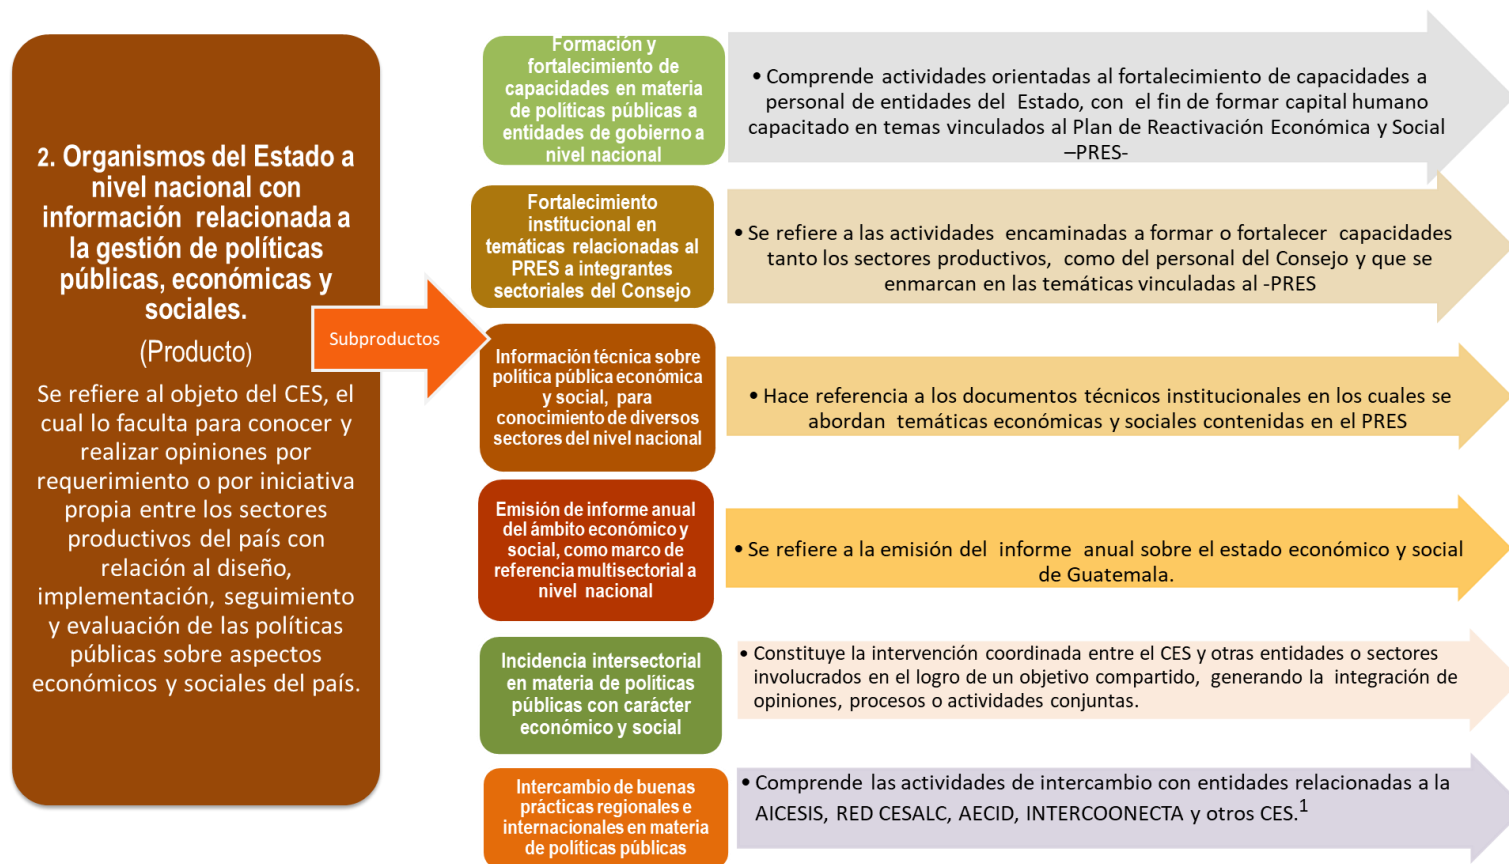 2. Organismos del Estado a
nivel nacional con
información relacionada a
la gestión de políticas
públicas, económicas y
sociales.
(Producto)
Se refiere al objeto del CES, el
cual lo faculta para conocer y
realizar opiniones por
requerimiento o por iniciativa
propia entre los sectores
productivos del país con
relación al diseño,
implementación, seguimiento
y evaluación de las políticas
públicas sobre aspectos
económicos y sociales del país.
Subproductos
Formación y
fortalecimiento de
capacidades en materia
de políticas públicas a
entidades de gobierno a
nivel nacional
• Comprende actividades orientadas al fortalecimiento de capacidades a
personal de entidades del Estado, con el fin de formar capital humano
capacitado en temas vinculados al Plan de Reactivación Económica y Social
–PRES-
Fortalecimiento
institucional en
temáticas relacionadas al
PRES a integrantes
sectoriales del Consejo
• Se refiere a las actividades encaminadas a formar o fortalecer capacidades
tanto los sectores productivos, como del personal del Consejo y que se
enmarcan en las temáticas vinculadas al -PRES
Información técnica sobre
política pública económica
y social, para
conocimiento de diversos
sectores del nivel nacional
• Hace referencia a los documentos técnicos institucionales en los cuales se
abordan temáticas económicas y sociales contenidas en el PRES
Emisión de informe anual
del ámbito económico y
social, como marco de
referencia multisectorial a
nivel nacional
• Se refiere a la emisión del informe anual sobre el estado económico y social
de Guatemala.
Incidencia intersectorial
en materia de políticas
públicas con carácter
económico y social
• Constituye la intervención coordinada entre el CES y otras entidades o sectores
involucrados en el logro de un objetivo compartido, generando la integración de
opiniones, procesos o actividades conjuntas.
Intercambio de buenas
prácticas regionales e
internacionales en materia
de políticas públicas
• Comprende las actividades de intercambio con entidades relacionadas a la
AICESIS, RED CESALC, AECID, INTERCOONECTA y otros CES.1